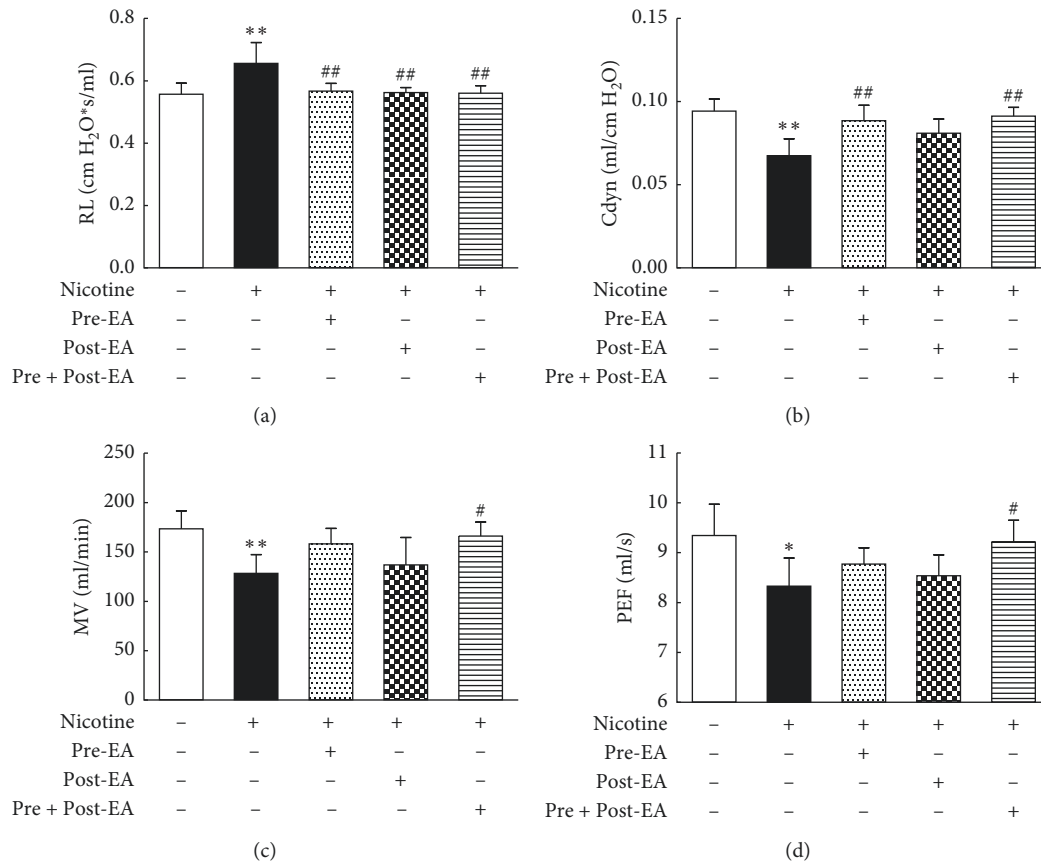 0.8
0.6
0.4
0.2
0.0
RL (cm H₂O*s/ml)
**
##
##
##
Nicotine – + + + +
Pre-EA – – + – –
Post-EA – – – + –
Pre + Post-EA – – – – +
(a)
0.15
0.10
0.05
0.00
Cdyn (ml/cm H₂O)
**
##
##
Nicotine – + + + +
Pre-EA – – + – –
Post-EA – – – + –
Pre + Post-EA – – – – +
(b)
250
200
150
100
50
0
MV (ml/min)
**
#
Nicotine – + + + +
Pre-EA – – + – –
Post-EA – – – + –
Pre + Post-EA – – – – +
(c)
11
10
9
8
7
6
PEF (ml/s)
*
#
Nicotine – + + + +
Pre-EA – – + – –
Post-EA – – – + –
Pre + Post-EA – – – – +
(d)